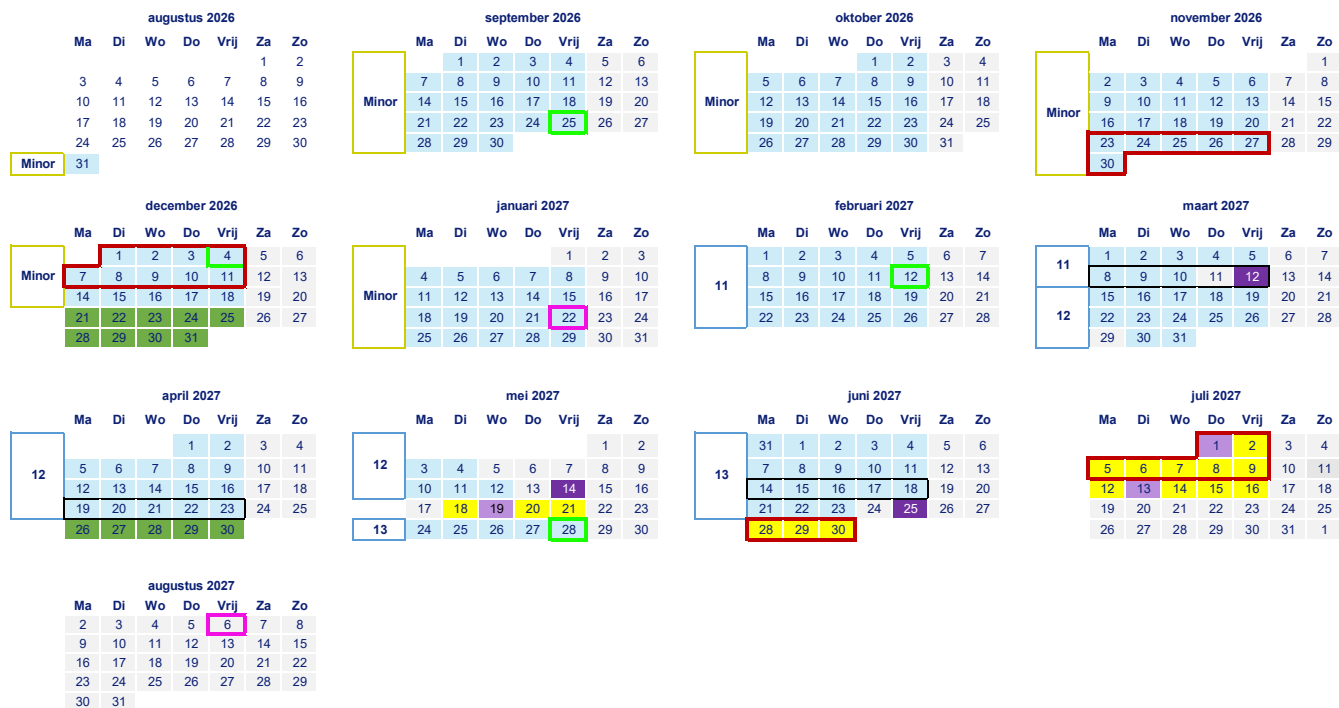 augustus 2026
Ma Di Wo Do Vrij Za Zo
1 2
3 4 5 6 7 8 9
10 11 12 13 14 15 16
17 18 19 20 21 22 23
24 25 26 27 28 29 30
Minor 31
september 2026
Ma Di Wo Do Vrij Za Zo
1 2 3 4 5 6
7 8 9 10 11 12 13
Minor 14 15 16 17 18 19 20
21 22 23 24 25 26 27
28 29 30
oktober 2026
Ma Di Wo Do Vrij Za Zo
1 2 3 4
5 6 7 8 9 10 11
Minor 12 13 14 15 16 17 18
19 20 21 22 23 24 25
26 27 28 29 30 31
november 2026
Ma Di Wo Do Vrij Za Zo
1
2 3 4 5 6 7 8
9 10 11 12 13 14 15
Minor 16 17 18 19 20 21 22
23 24 25 26 27 28 29
30
december 2026
Ma Di Wo Do Vrij Za Zo
1 2 3 4 5 6
Minor 7 8 9 10 11 12 13
14 15 16 17 18 19 20
21 22 23 24 25 26 27
28 29 30 31
januari 2027
Ma Di Wo Do Vrij Za Zo
1 2 3
4 5 6 7 8 9 10
Minor 11 12 13 14 15 16 17
18 19 20 21 22 23 24
25 26 27 28 29 30 31
februari 2027
Ma Di Wo Do Vrij Za Zo
1 2 3 4 5 6 7
11 8 9 10 11 12 13 14
15 16 17 18 19 20 21
22 23 24 25 26 27 28
maart 2027
Ma Di Wo Do Vrij Za Zo
11 1 2 3 4 5 6 7
8 9 10 11 12 13 14
15 16 17 18 19 20 21
12 22 23 24 25 26 27 28
29 30 31
april 2027
Ma Di Wo Do Vrij Za Zo
1 2 3 4
12 5 6 7 8 9 10 11
12 13 14 15 16 17 18
19 20 21 22 23 24 25
26 27 28 29 30
mei 2027
Ma Di Wo Do Vrij Za Zo
1 2
12 3 4 5 6 7 8 9
10 11 12 13 14 15 16
17 18 19 20 21 22 23
13 24 25 26 27 28 29 30
juni 2027
Ma Di Wo Do Vrij Za Zo
31 1 2 3 4 5 6
13 7 8 9 10 11 12 13
14 15 16 17 18 19 20
21 22 23 24 25 26 27
28 29 30
juli 2027
Ma Di Wo Do Vrij Za Zo
1 2 3 4
5 6 7 8 9 10 11
12 13 14 15 16 17 18
19 20 21 22 23 24 25
26 27 28 29 30 31 1
augustus 2027
Ma Di Wo Do Vrij Za Zo
2 3 4 5 6 7 8
9 10 11 12 13 14 15
16 17 18 19 20 21 22
23 24 25 26 27 28 29
30 31